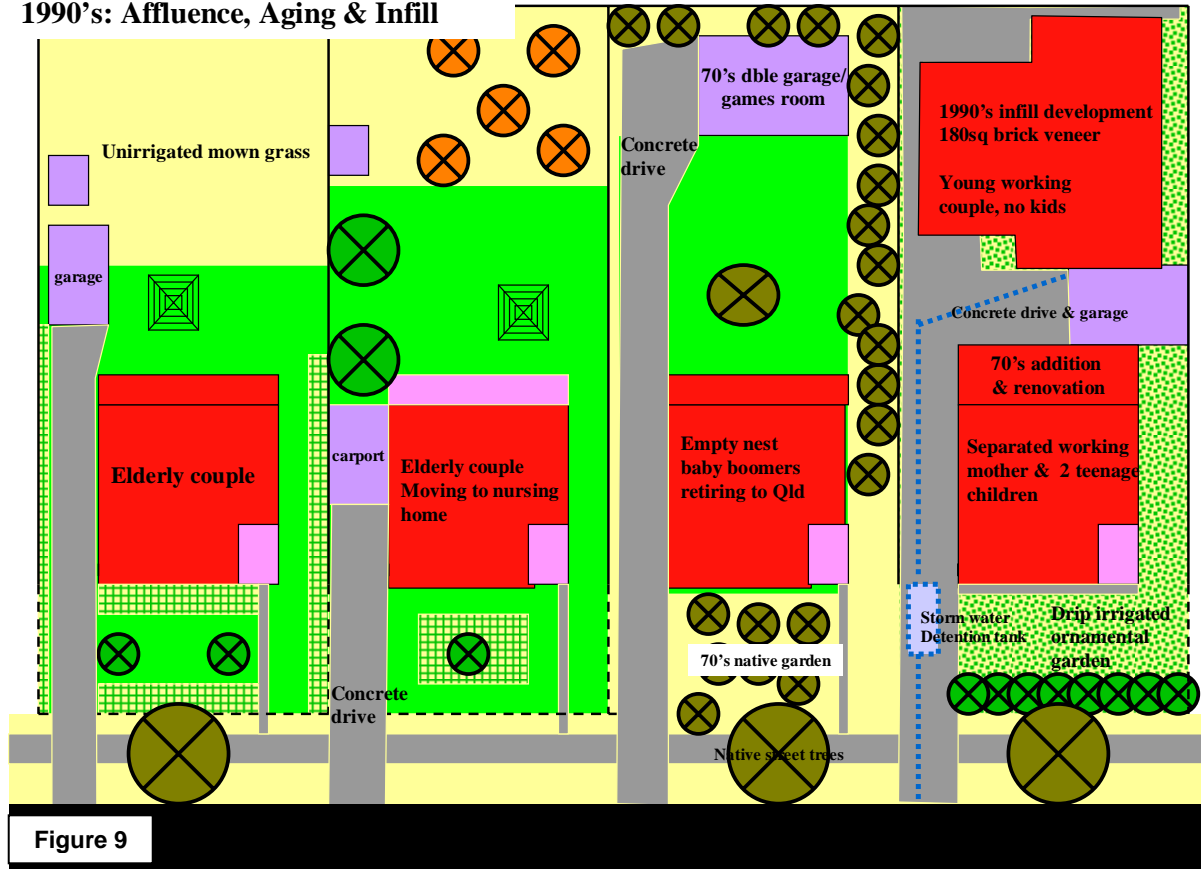 1990's: Affluence, Aging & Infill
Unirrigated mown grass
garage
Elderly couple
carport
Elderly couple
Moving to nursing
home
Concrete
drive
Concrete
drive
70's dble garage/
games room
Empty nest
baby boomers
retiring to Qld
70's native garden
Native street trees
1990's infill development
180sq brick veneer
Young working
couple, no kids
Concrete drive & garage
70's addition
& renovation
Separated working
mother & 2 teenage
children
Storm water
Detention tank
Drip irrigated
ornamental
garden
Figure 9